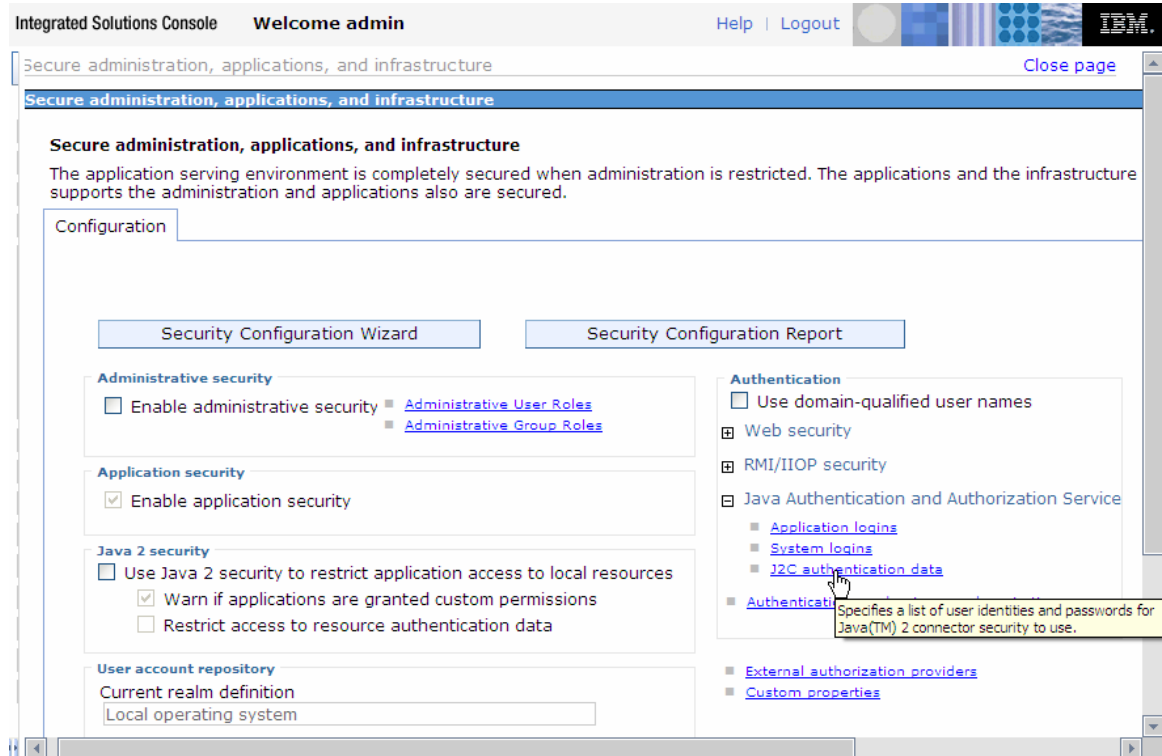 Integrated Solutions Console Welcome admin Help | Logout IBM.
Secure administration, applications, and infrastructure Close page
Secure administration, applications, and infrastructure
Secure administration, applications, and infrastructure
The application serving environment is completely secured when administration is restricted. The applications and the infrastructure
supports the administration and applications also are secured.
Configuration
Security Configuration Wizard
Security Configuration Report
Administrative security
Enable administrative security
Administrative User Roles
Administrative Group Roles
Application security
Enable application security
Java 2 security
Use Java 2 security to restrict application access to local resources
Warn if applications are granted custom permissions
Restrict access to resource authentication data
User account repository
Current realm definition
Local operating system
Authentication
Use domain-qualified user names
Web security
RMI/IIOP security
Java Authentication and Authorization Service
Application logins
System logins
J2C authentication data
Specifies a list of user identities and passwords for
Java(TM) 2 connector security to use.
External authorization providers
Custom properties